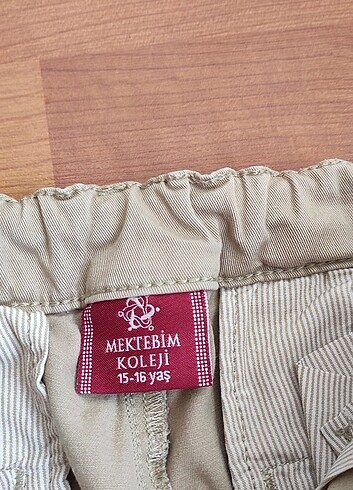 MEKTEBİM
KOLEJİ
15-16 yaş